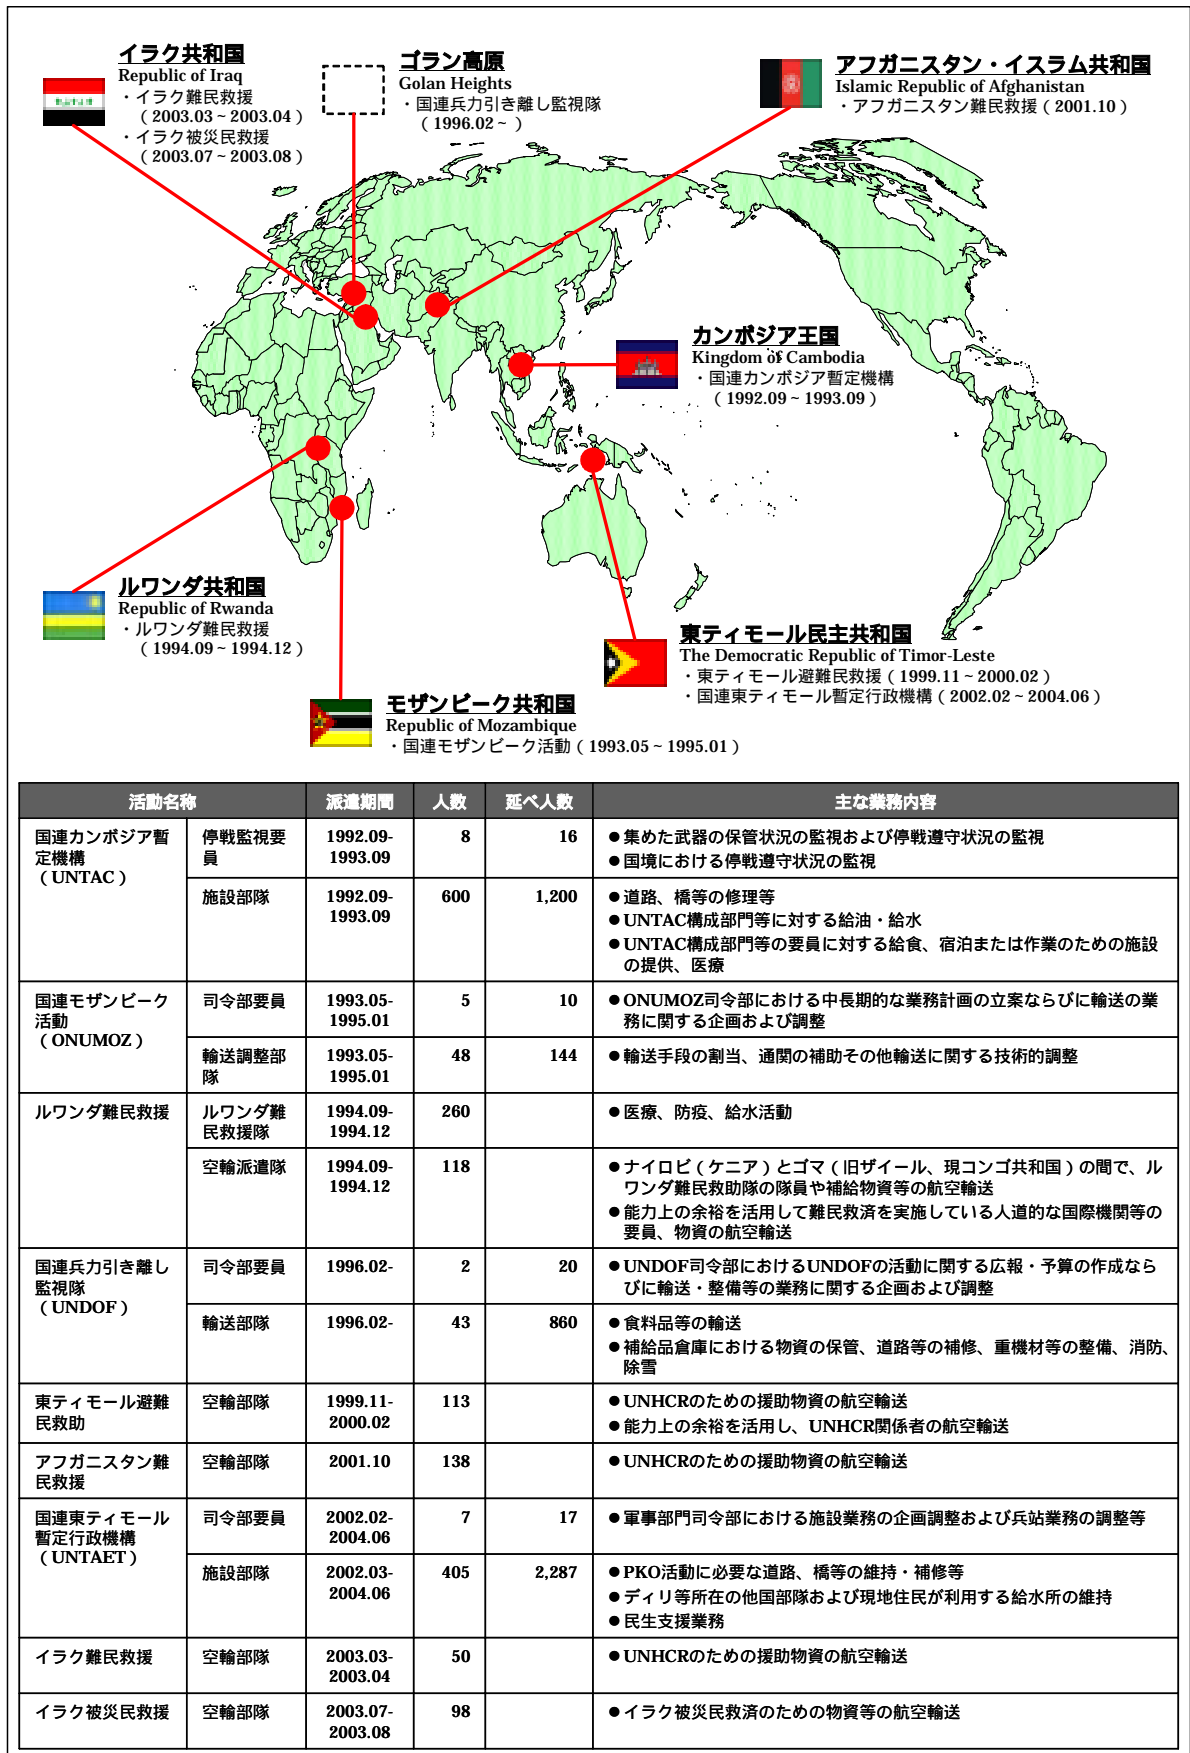 イラク共和国
Republic of Iraq
・イラク難民救援
（2003.03～2003.04）
・イラク被災民救援
（2003.07～2003.08）
ゴラン高原
Golan Heights
・国連兵力引き離し監視隊
（1996.02～）
アフガニスタン・イスラム共和国
Islamic Republic of Afghanistan
・アフガニスタン難民救援（2001.10）
カンボジア王国
Kingdom of Cambodia
・国連カンボジア暫定機構
（1992.09～1993.09）
ルワンダ共和国
Republic of Rwanda
・ルワンダ難民救援
（1994.09～1994.12）
東ティモール民主共和国
The Democratic Republic of Timor-Leste
・東ティモール避難民救援（1999.11～2000.02）
・国連東ティモール暫定行政機構（2002.02～2004.06）
モザンビーク共和国
Republic of Mozambique
・国連モザンビーク活動（1993.05～1995.01）
活動名称 派遣期間 人数 延べ人数 主な業務内容
国連カンボジア暫
定機構
（UNTAC）
停戦監視要
員
1992.09-
1993.09
8 16
●集めた武器の保管状況の監視および停戦遵守状況の監視
●国境における停戦遵守状況の監視
施設部隊
1992.09-
1993.09
600 1,200
●道路、橋等の修理等
●UNTAC構成部門等に対する給油・給水
●UNTAC構成部門等の要員に対する給食、宿泊または作業のための施設
の提供、医療
国連モザンビーク
活動
（ONUMOZ）
司令部要員
1993.05-
1995.01
5 10
●ONUMOZ司令部における中長期的な業務計画の立案ならびに輸送の業
務に関する企画および調整
輸送調整部
隊
1993.05-
1995.01
48 144
●輸送手段の割当、通関の補助その他輸送に関する技術的調整
ルワンダ難民救援
ルワンダ難
民救援隊
1994.09-
1994.12
260
●医療、防疫、給水活動
空輸派遣隊
1994.09-
1994.12
118
●ナイロビ（ケニア）とゴマ（旧ザイール、現コンゴ共和国）の間で、ル
ワンダ難民救助隊の隊員や補給物資等の航空輸送
●能力上の余裕を活用して難民救済を実施している人道的な国際機関等の
要員、物資の航空輸送
国連兵力引き離し
監視隊
（UNDOF）
司令部要員
1996.02-
2 20
●UNDOF司令部におけるUNDOFの活動に関する広報・予算の作成なら
びに輸送・整備等の業務に関する企画および調整
輸送部隊
1996.02-
43 860
●食料品等の輸送
●補給品倉庫における物資の保管、道路等の補修、重機材等の整備、消防、
除雪
東ティモール避難
民救助
空輸部隊
1999.11-
2000.02
113
●UNHCRのための援助物資の航空輸送
●能力上の余裕を活用し、UNHCR関係者の航空輸送
アフガニスタン難
民救援
空輸部隊
2001.10
138
●UNHCRのための援助物資の航空輸送
国連東ティモール
暫定行政機構
（UNTAET）
司令部要員
2002.02-
2004.06
7 17
●軍事部門司令部における施設業務の企画調整および兵站業務の調整等
施設部隊
2002.03-
2004.06
405 2,287
●PKO活動に必要な道路、橋等の維持・補修等
●ディリ等所在の他国部隊および現地住民が利用する給水所の維持
●民生支援業務
イラク難民救援
空輸部隊
2003.03-
2003.04
50
●UNHCRのための援助物資の航空輸送
イラク被災民救援
空輸部隊
2003.07-
2003.08
98
●イラク被災民救済のための物資等の航空輸送